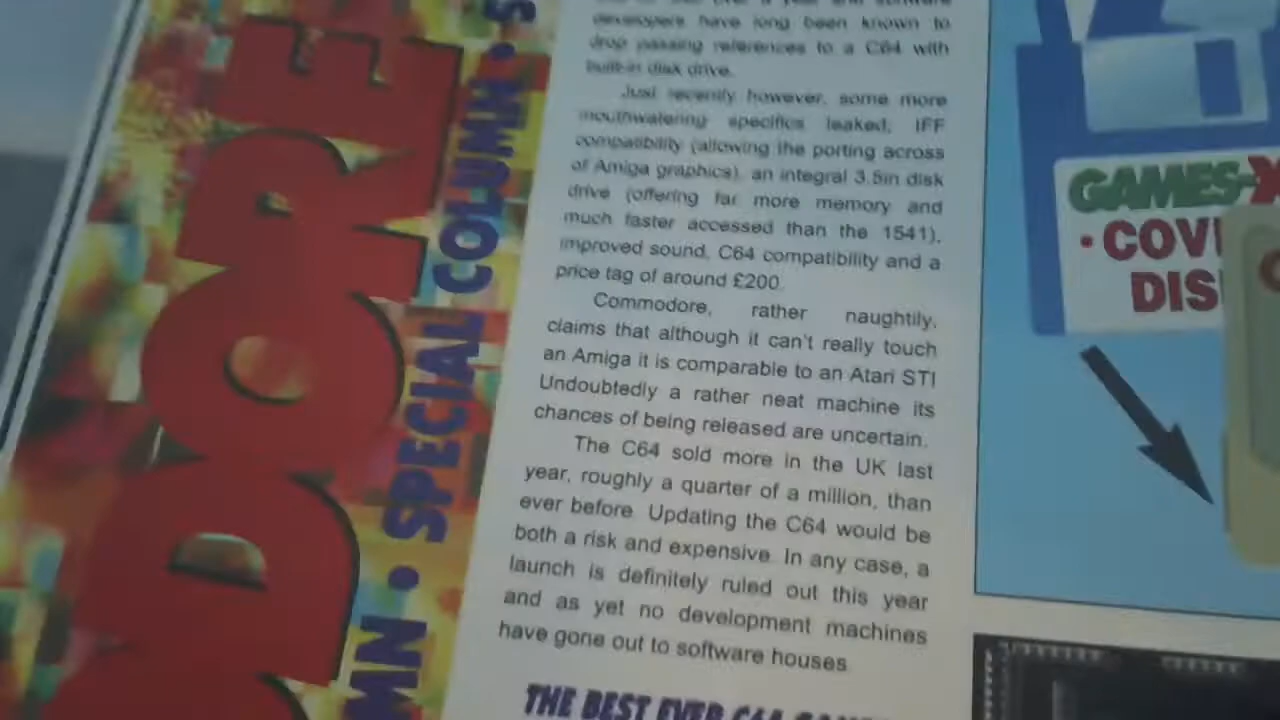 DORE
MN • SPECIAL COLUMN • S
developers have long been known to
drop passing references to a C64 with
built-in disk drive.
Just recently however, some more
mouthwatering specifics leaked; IFF
compatibility (allowing the porting across
of Amiga graphics), an integral 3.5in disk
drive (offering far more memory and
much faster accessed than the 1541),
improved sound, C64 compatibility and a
price tag of around £200.
Commodore, rather naughtily,
claims that although it can't really touch
an Amiga it is comparable to an Atari ST!
Undoubtedly a rather neat machine its
chances of being released are uncertain.
The C64 sold more in the UK last
year, roughly a quarter of a million, than
ever before. Updating the C64 would be
both a risk and expensive. In any case, a
launch is definitely ruled out this year
and as yet no development machines
have gone out to software houses.
THE BEST EVER C64
GAMES-X
• COV
DIS